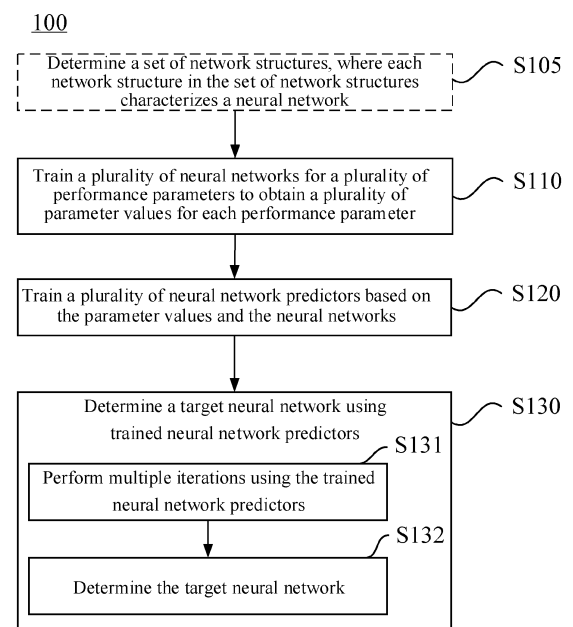 100
Determine a set of network structures, where each
network structure in the set of network structures
characterizes a neural network
S105
Train a plurality of neural networks for a plurality of
performance parameters to obtain a plurality of
parameter values for each performance parameter
S110
Train a plurality of neural network predictors based on
the parameter values and the neural networks
S120
Determine a target neural network using
trained neural network predictors
S130
S131
Perform multiple iterations using the trained
neural network predictors
S132
Determine the target neural network